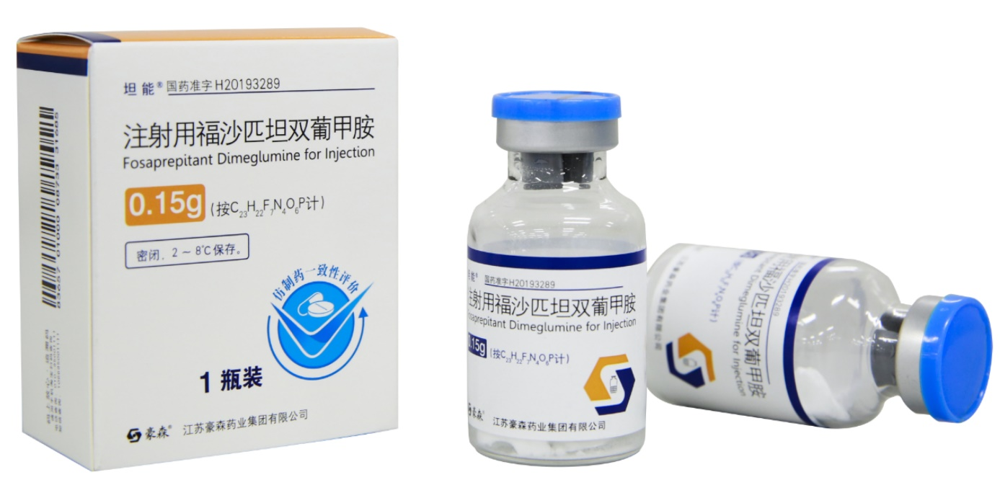 坦能® 国药准字H20193289
注射用福沙匹坦双葡甲胺
Fosaprepitant Dimeglumine for Injection
0.15g (按C23H22F7N4O6P计)
密闭，2～8℃保存。
仿制药一致性评价
1瓶装
豪森® 江苏豪森药业集团有限公司
能® 国药准字H20193289
注射用福沙匹坦双葡甲胺
Fosaprepitant Dimeglumine for Injection
0.15g (按C23H22F7N4O6P计)
豪森® 江苏豪森药业集团有限公司
H20193289
用福沙匹坦双葡甲胺
Dimeglumine for Injection